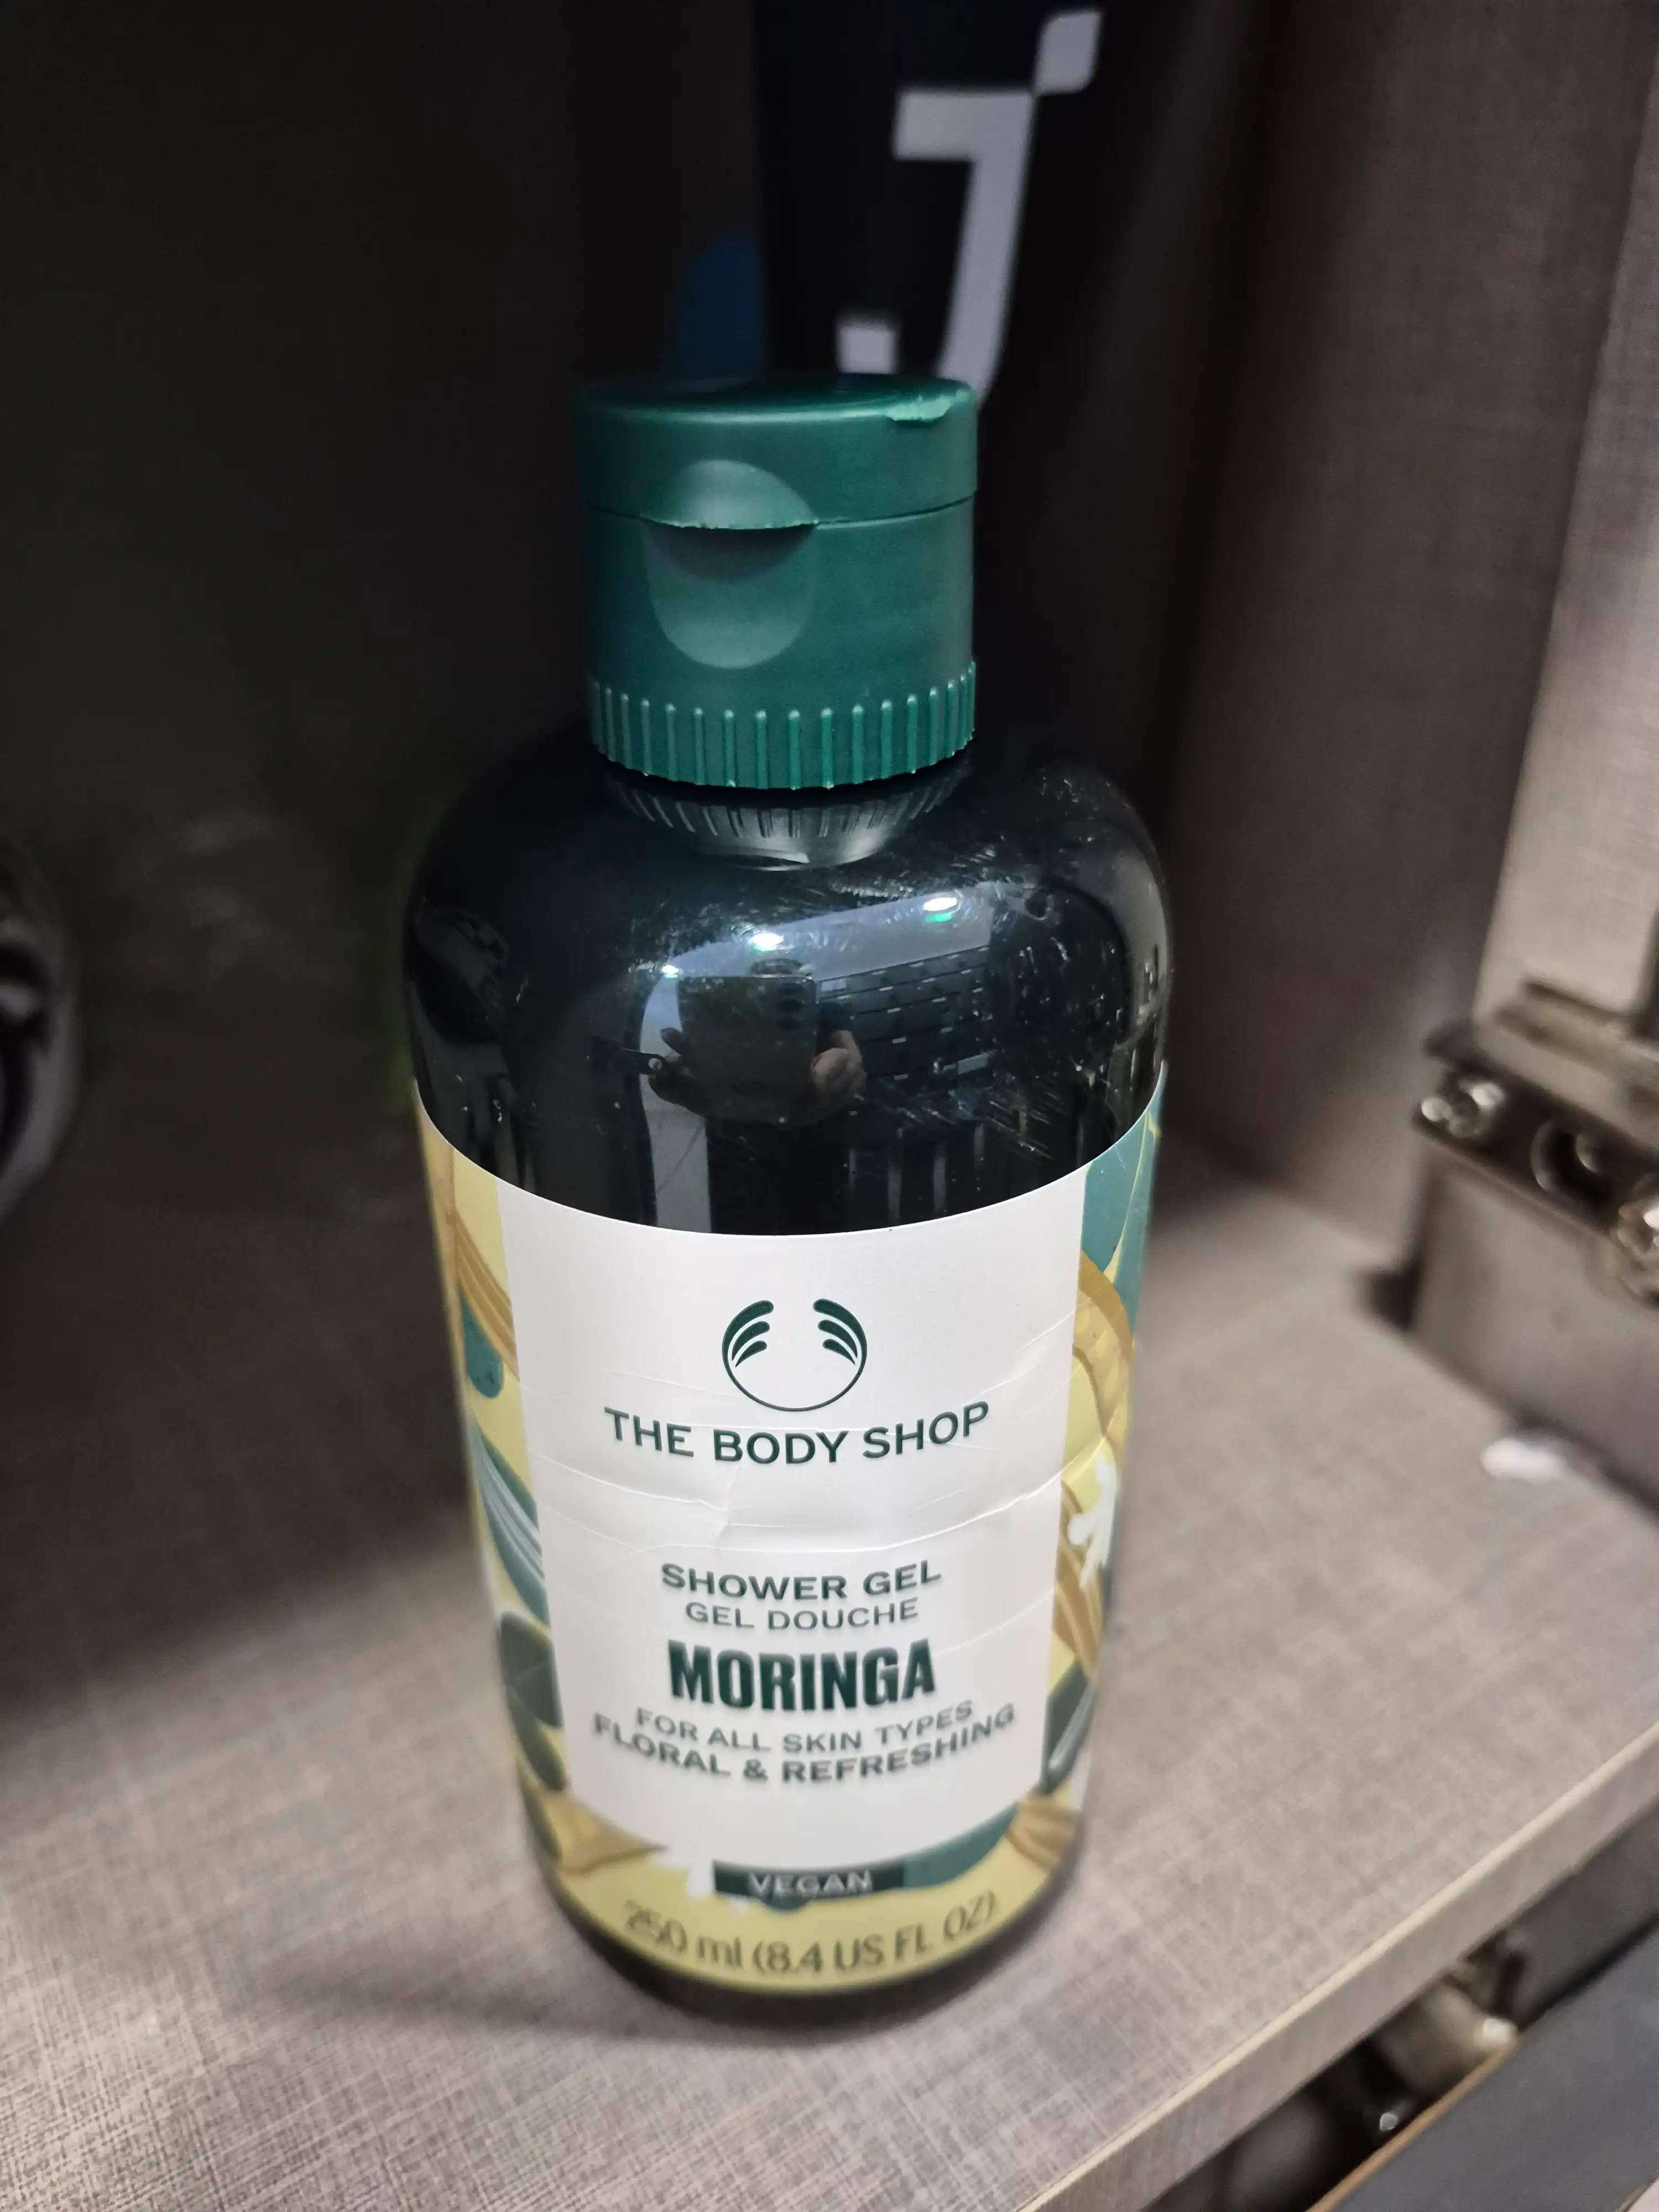 THE BODY SHOP
SHOWER GEL
GEL DOUCHE
MORINGA
FOR ALL SKIN TYPES
FLORAL & REFRESHING
VEGAN
250 ml (8.4 US FL OZ)